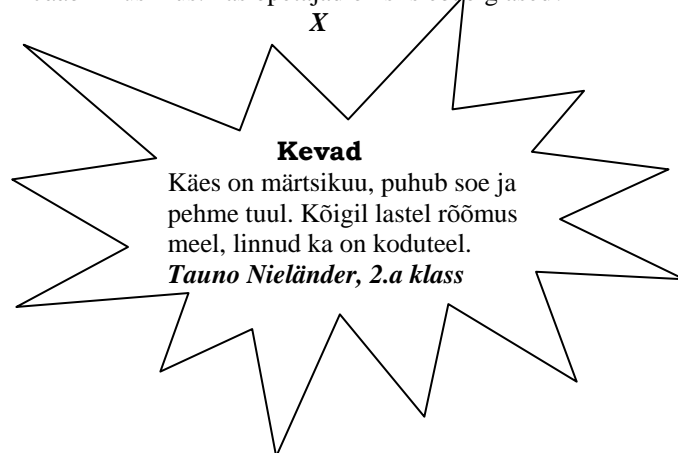 X
Kevad
Käes on märtsikuu, puhub soe ja
pehme tuul. Kõigil lastel rõõmus
meel, linnud ka on koduteel.
Tauno Nieländer, 2.a klass